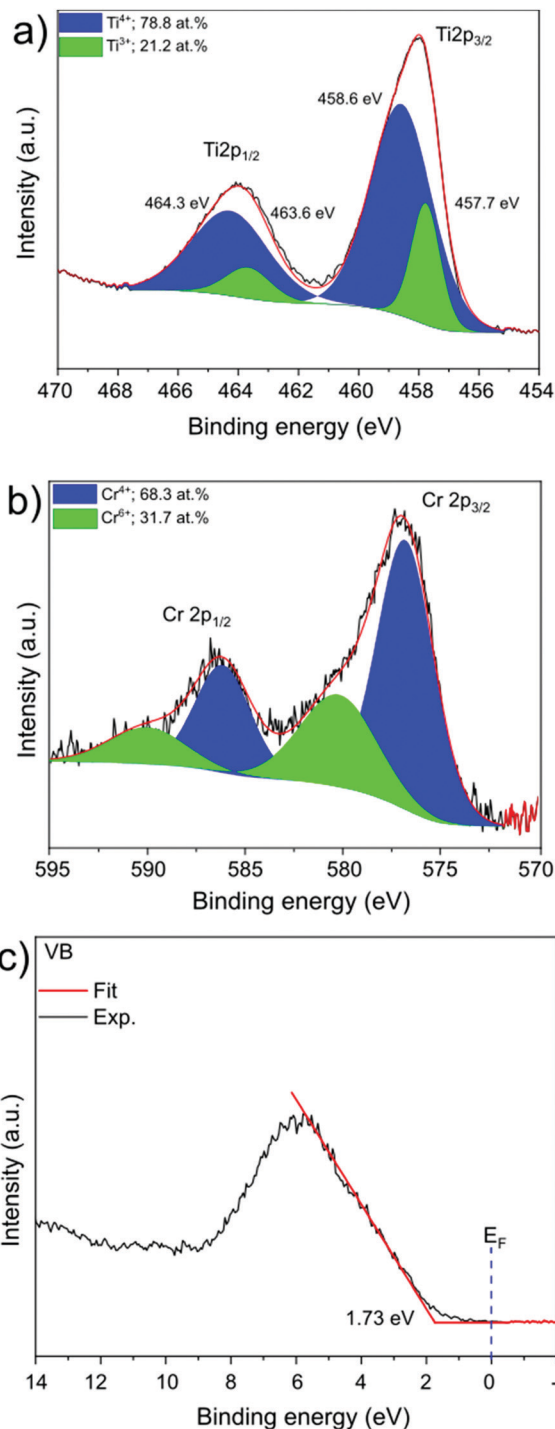 a)
Ti⁴⁺; 78.8 at.%
Ti³⁺; 21.2 at.%
Ti2p₃/₂
458.6 eV
Ti2p₁/₂
464.3 eV
463.6 eV
457.7 eV
Intensity (a.u.)
470 468 466 464 462 460 458 456 454
Binding energy (eV)
b)
Cr⁴⁺; 68.3 at.%
Cr⁶⁺; 31.7 at.%
Cr 2p₃/₂
Cr 2p₁/₂
Intensity (a.u.)
595 590 585 580 575 570
Binding energy (eV)
c)
VB
Fit
Exp.
Intensity (a.u.)
E_F
1.73 eV
14 12 10 8 6 4 2 0
Binding energy (eV)